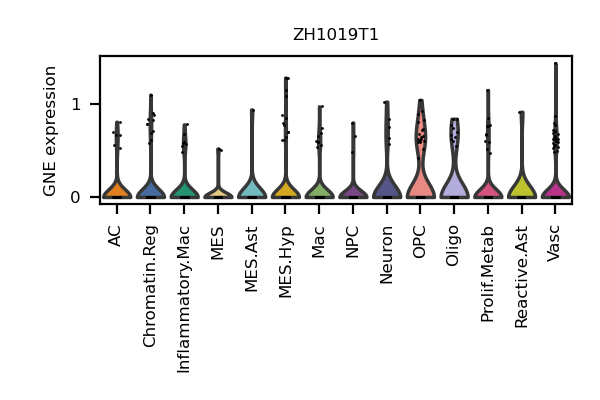 ZH1019T1
GNE expression
1
0
AC
Chromatin.Reg
Inflammatory.Mac
MES
MES.Ast
MES.Hyp
Mac
NPC
Neuron
OPC
Oligo
Prolif.Metab
Reactive.Ast
Vasc